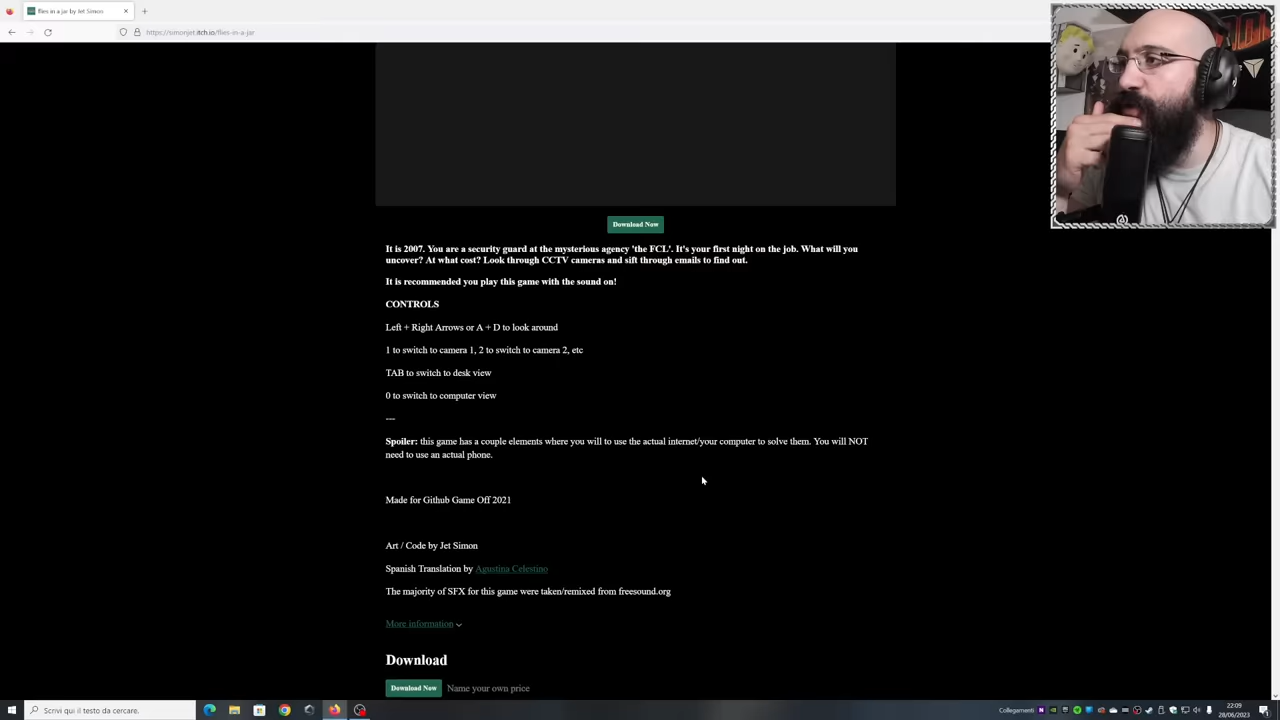 flies in a jar by Jet Simon
https://simonjet.itch.io/flies-in-a-jar
Download Now
It is 2007. You are a security guard at the mysterious agency 'the FCL'. It's your first night on the job. What will you
uncover? At what cost? Look through CCTV cameras and sift through emails to find out.
It is recommended you play this game with the sound on!
CONTROLS
Left + Right Arrows or A + D to look around
1 to switch to camera 1, 2 to switch to camera 2, etc
TAB to switch to desk view
0 to switch to computer view
---
Spoiler: this game has a couple elements where you will to use the actual internet/your computer to solve them. You will NOT
need to use an actual phone.
Made for Github Game Off 2021
Art / Code by Jet Simon
Spanish Translation by Agustina Celestino
The majority of SFX for this game were taken/remixed from freesound.org
More information
Download
Download Now Name your own price
Scrivi qui il testo da cercare.
Collegamenti
22:09
28/06/2023